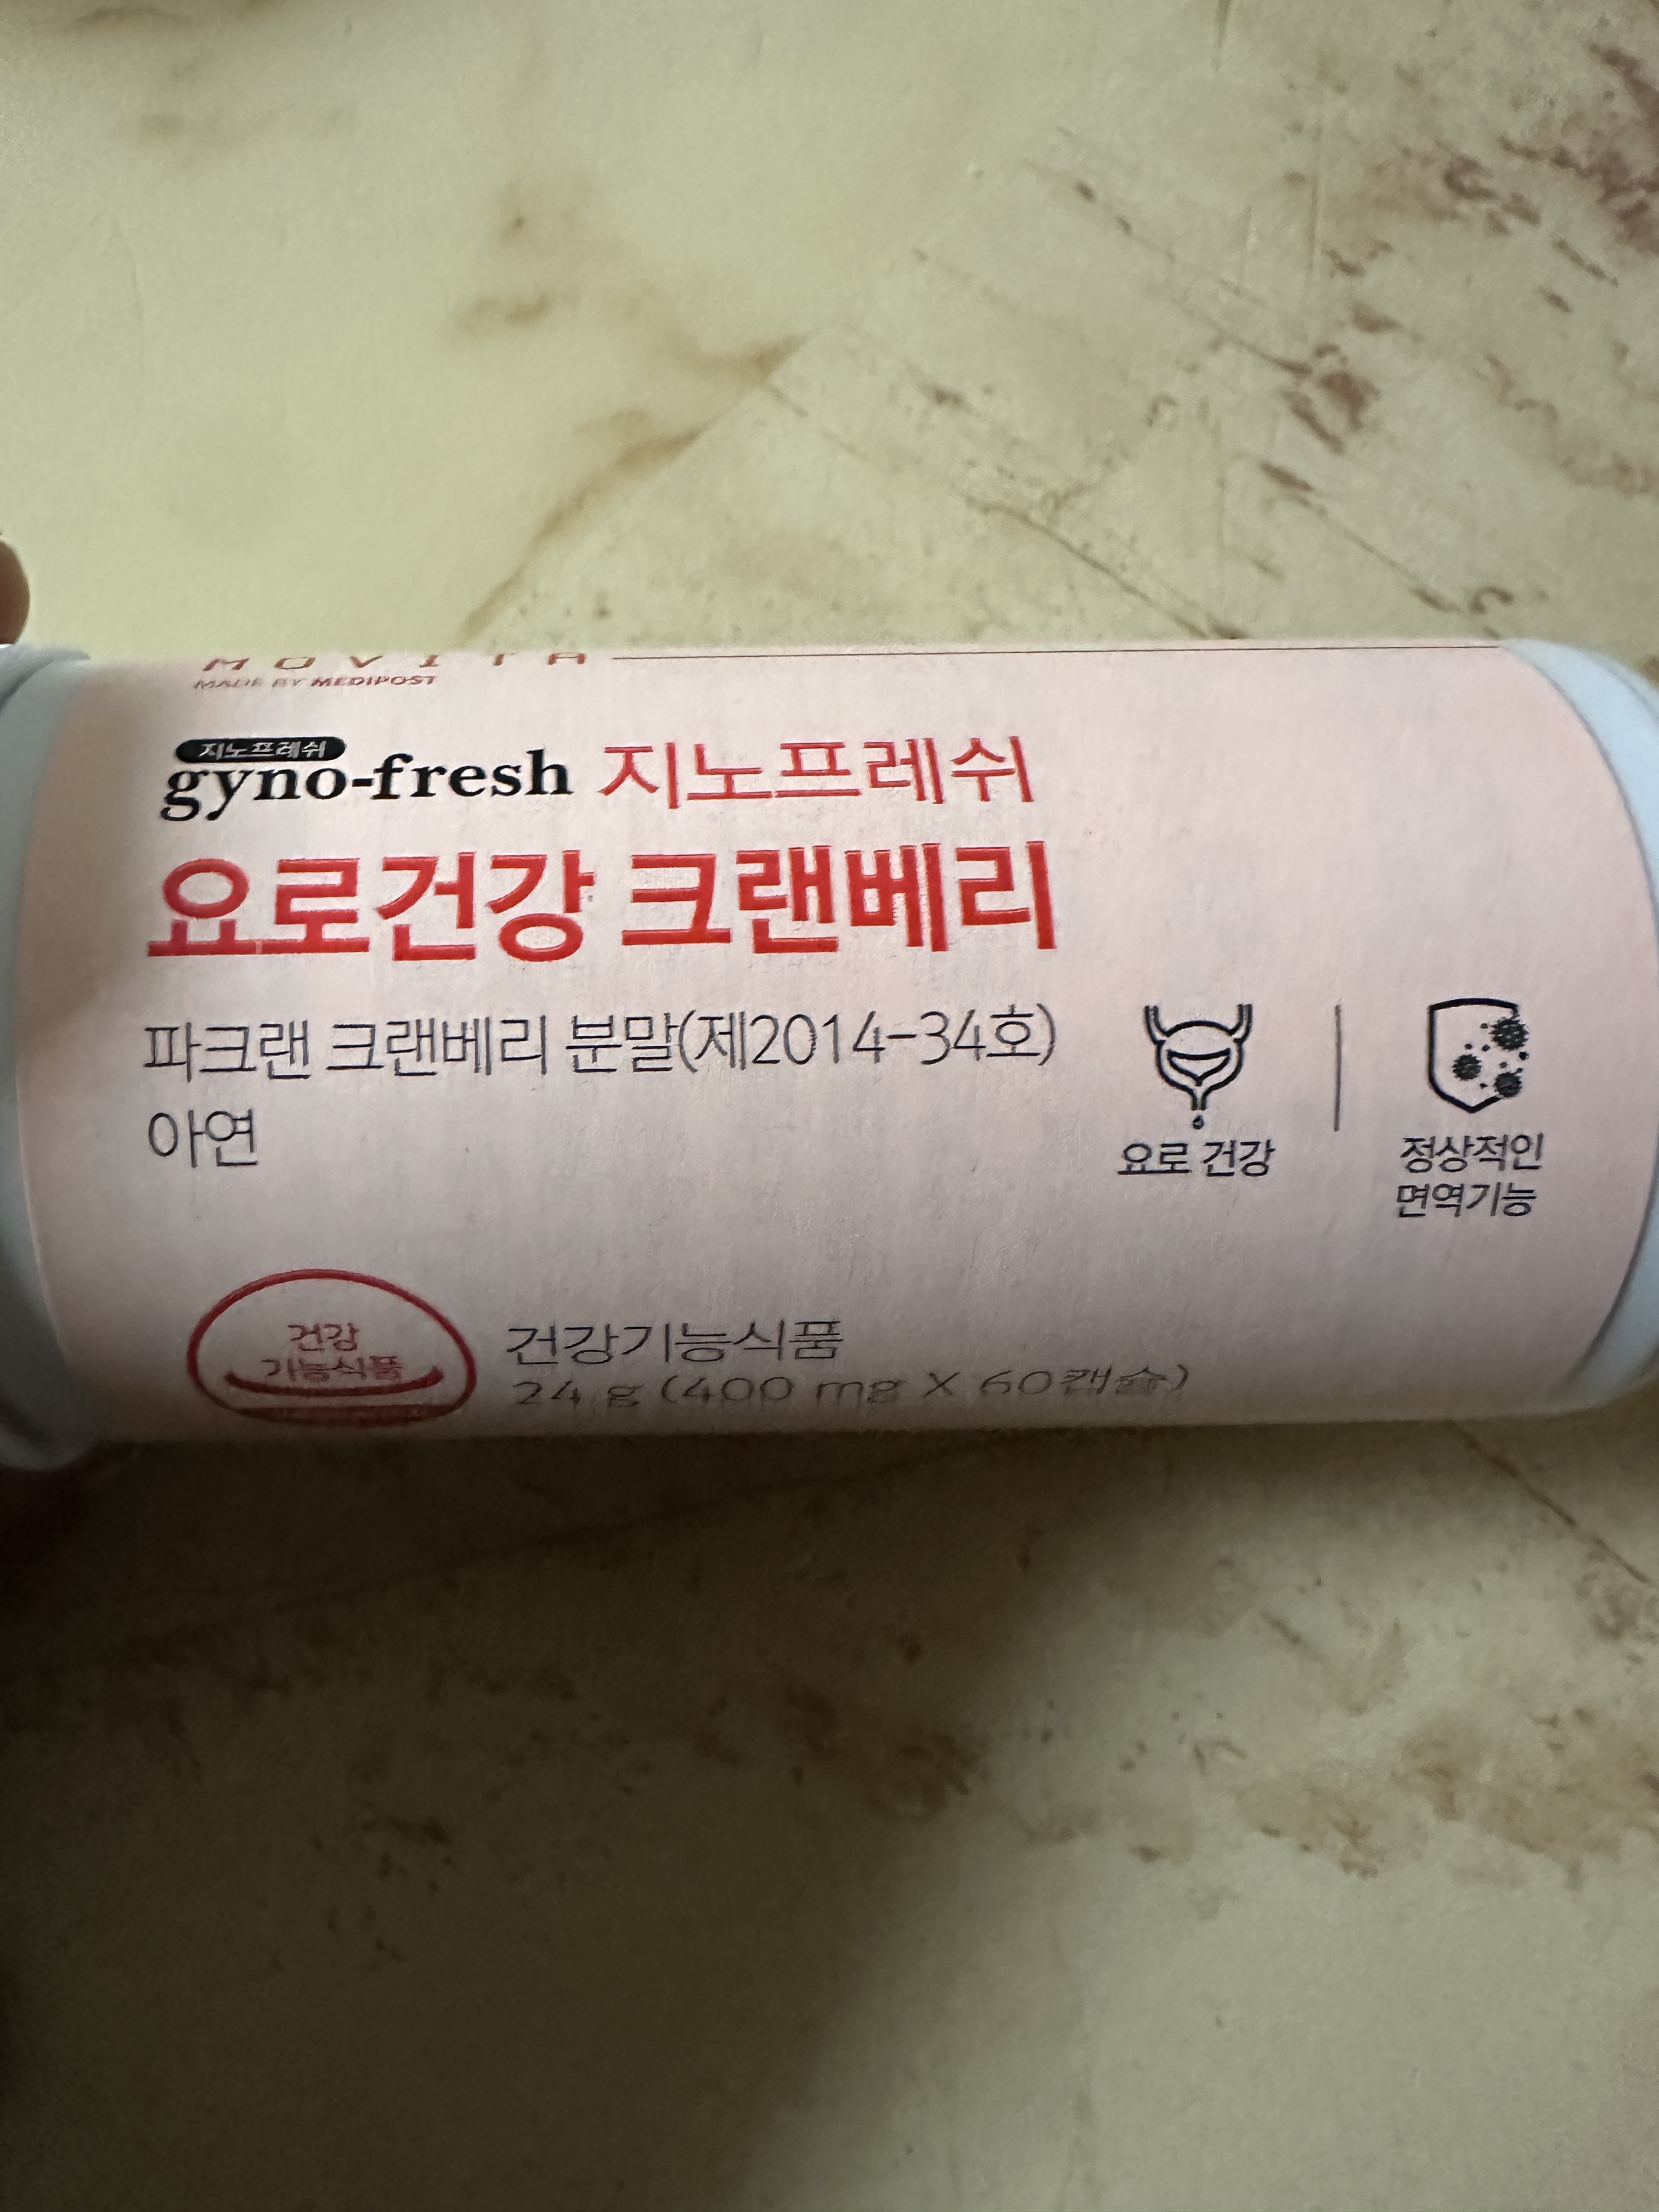 MOVITA
MADE BY MEDIPOST
지노프레쉬
gyno-fresh 지노프레쉬
요로건강 크랜베리
파크랜 크랜베리 분말(제2014-34호)
아연
요로 건강
정상적인
면역기능
건강
기능식품
건강기능식품
24 g (400 mg X 60캡슐)